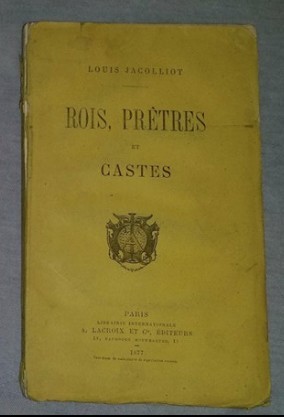 LOUIS JACOLLIOT
ROIS, PRÊTRES
ET
CASTES
PARIS
LIBRAIRIE INTERNATIONALE
A. LACROIX ET Cⁱᵉ, ÉDITEURS
1877